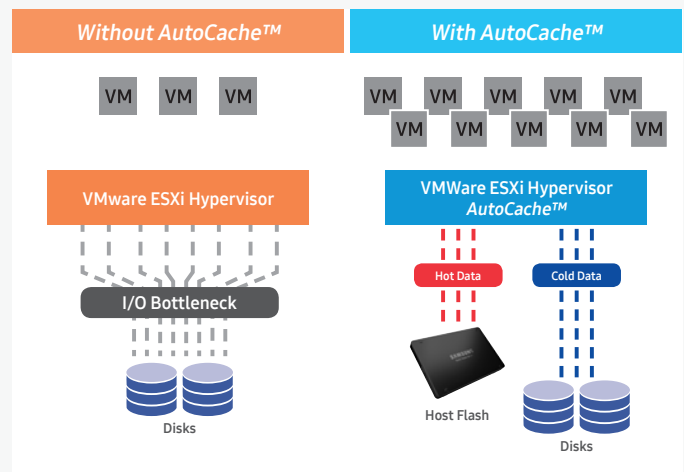 Without AutoCache™
VM VM VM
VMware ESXi Hypervisor
I/O Bottleneck
Disks
With AutoCache™
VM VM VM VM VM
VM VM VM VM VM
VMWare ESXi Hypervisor
AutoCache™
Hot Data
Cold Data
SAMSUNG
Host Flash
Disks